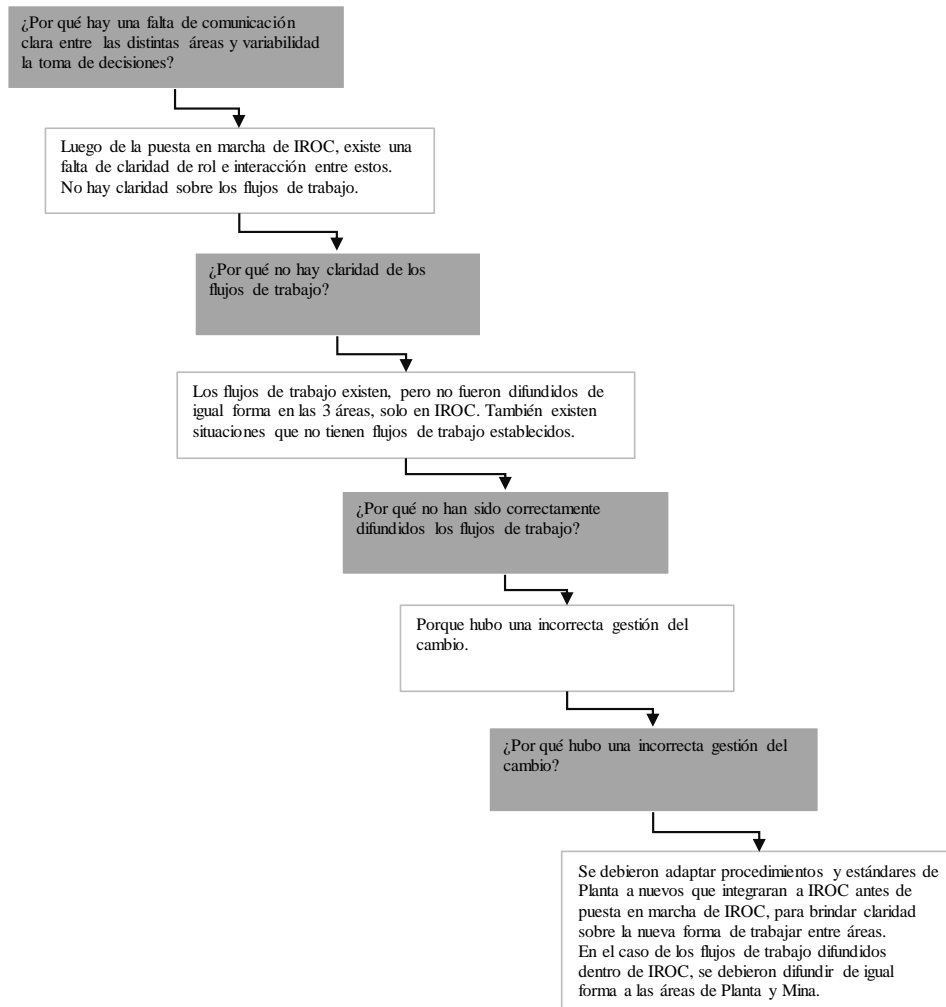 ¿Por qué hay una falta de comunicación
clara entre las distintas áreas y variabilidad
la toma de decisiones?
Luego de la puesta en marcha de IROC, existe una
falta de claridad de rol e interacción entre estos.
No hay claridad sobre los flujos de trabajo.
¿Por qué no hay claridad de los
flujos de trabajo?
Los flujos de trabajo existen, pero no fueron difundidos de
igual forma en las 3 áreas, solo en IROC. También existen
situaciones que no tienen flujos de trabajo establecidos.
¿Por qué no han sido correctamente
difundidos los flujos de trabajo?
Porque hubo una incorrecta gestión del
cambio.
¿Por qué hubo una incorrecta gestión del
cambio?
Se debieron adaptar procedimientos y estándares de
Planta a nuevos que integraran a IROC antes de
puesta en marcha de IROC, para brindar claridad
sobre la nueva forma de trabajar entre áreas.
En el caso de los flujos de trabajo difundidos
dentro de IROC, se debieron difundir de igual
forma a las áreas de Planta y Mina.